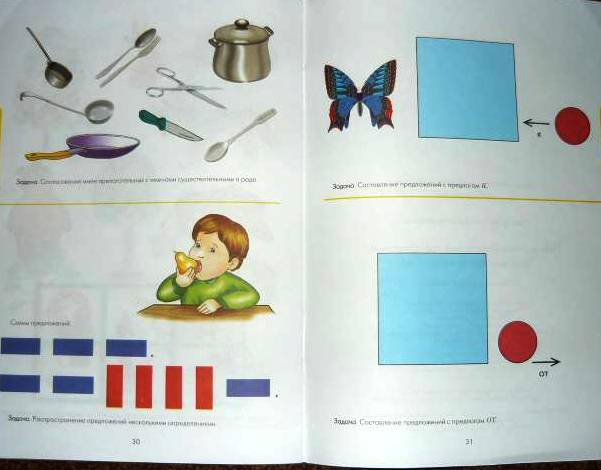 Задача. Согласование имен прилагательных с именами существительными в роде.
Схемы предложений:
Задача. Распространение предложений несколькими определениями.
30
К
Задача. Составление предложений с предлогом К.
ОТ
Задача. Составление предложений с предлогом ОТ.
31